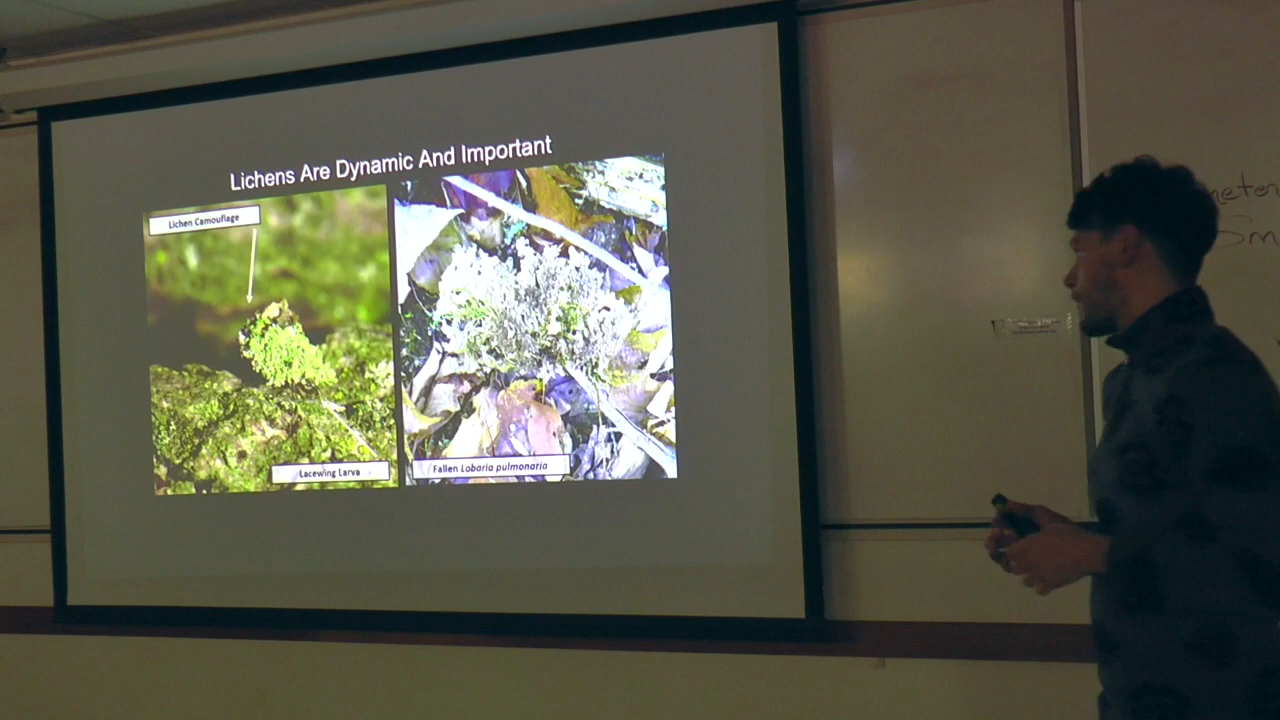 Lichens Are Dynamic And Important
Lichen Camouflage
Lacewing Larva
Fallen Lobaria pulmonaria